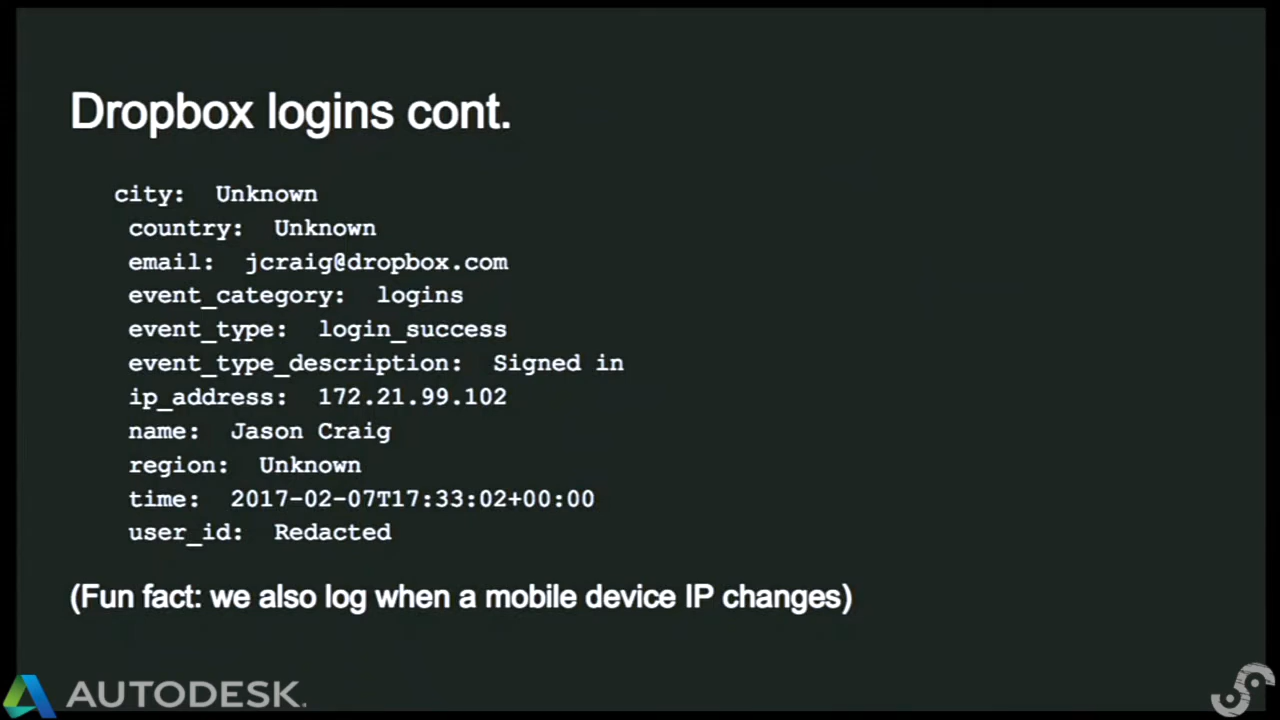 Dropbox logins cont.
city: Unknown
country: Unknown
email: jcraig@dropbox.com
event_category: logins
event_type: login_success
event_type_description: Signed in
ip_address: 172.21.99.102
name: Jason Craig
region: Unknown
time: 2017-02-07T17:33:02+00:00
user_id: Redacted
(Fun fact: we also log when a mobile device IP changes)
AUTODESK.